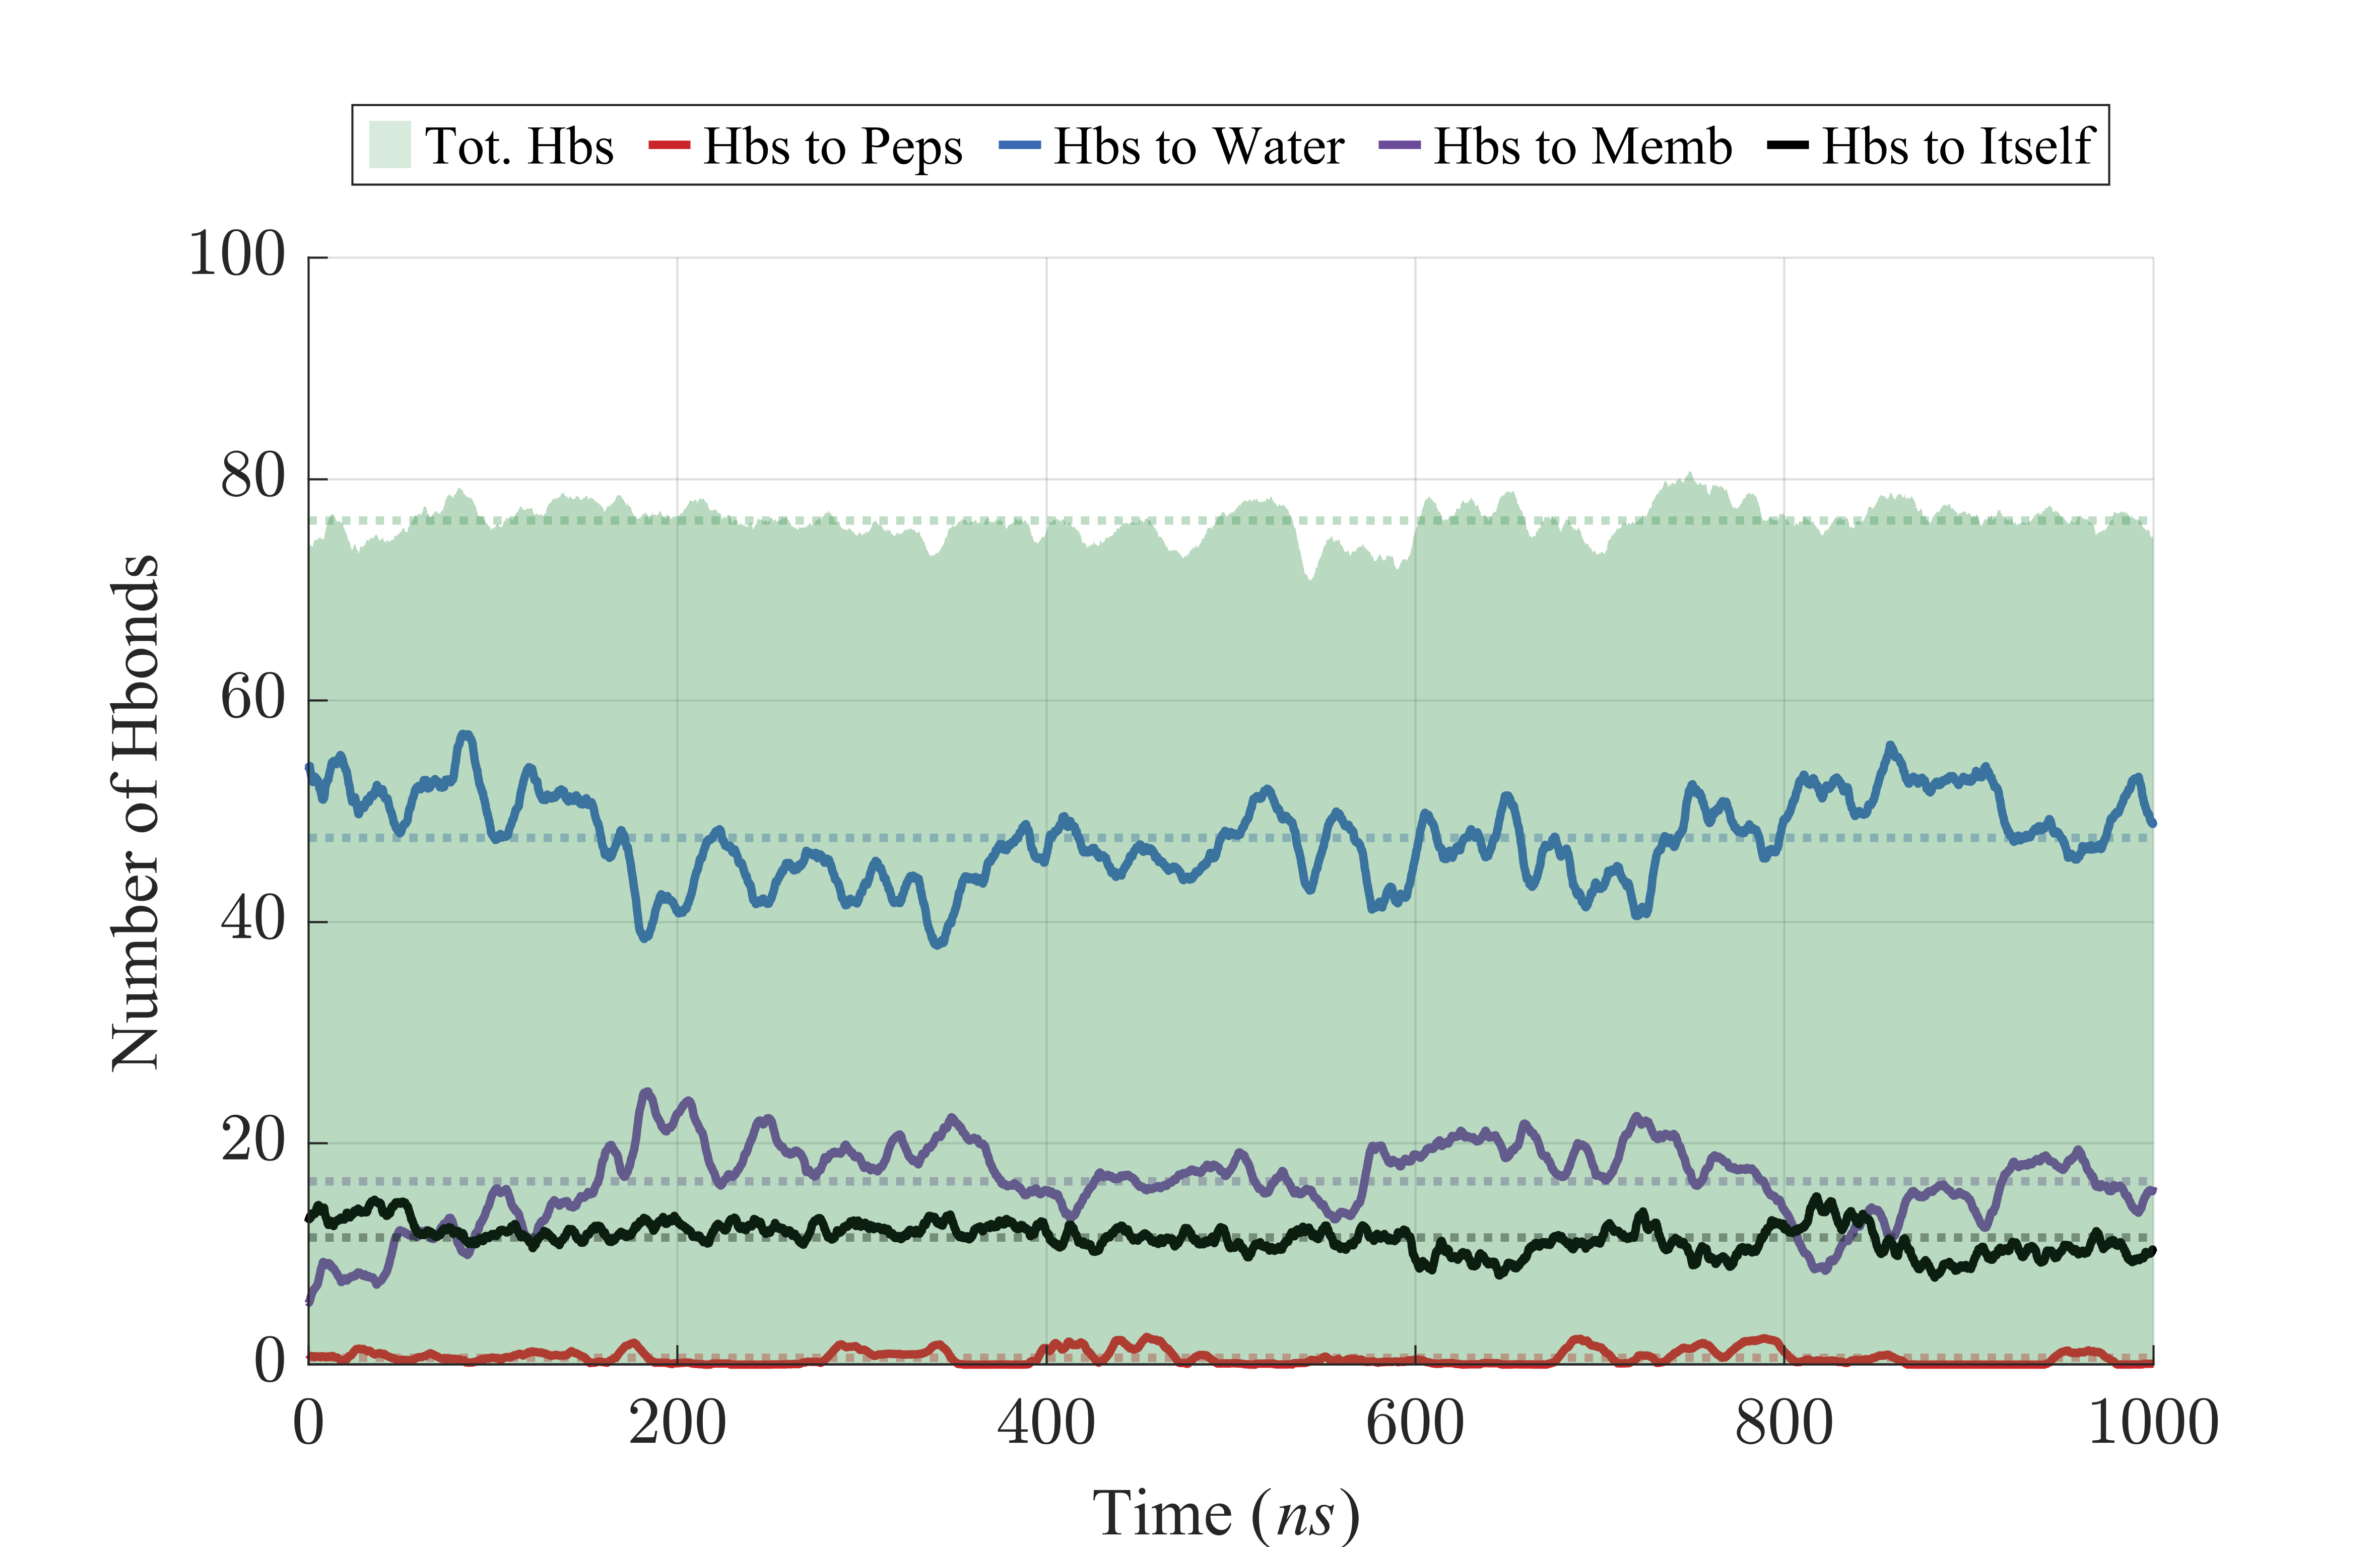 Tot. Hbs Hbs to Peps Hbs to Water Hbs to Memb Hbs to Itself
100
80
60
40
20
0
Number of Hbonds
0 200 400 600 800 1000
Time (ns)